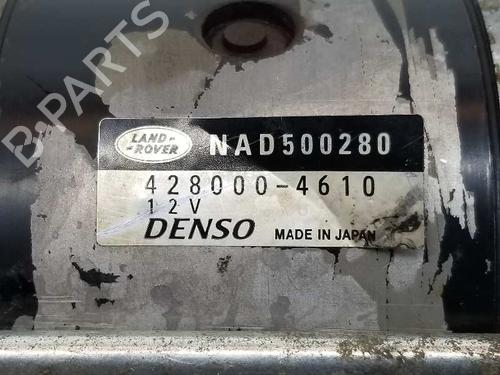 B-PARTS
LAND-
-ROVER
NAD500280
428000-4610
12V
DENSO MADE IN JAPAN